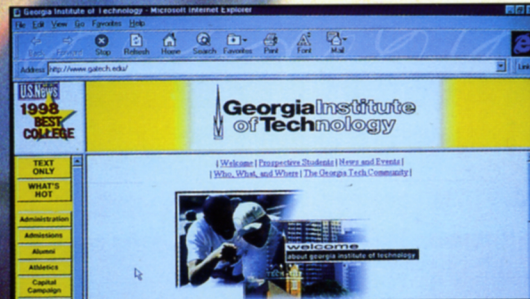 Georgia Institute of Technology - Microsoft Internet Explorer
File Edit View Go Favorites Help
Stop Refresh Home Search Favorites Print Font Mail
Address http://www.gatech.edu/
U.S.News
1998
BEST
COLLEGE
Georgia Institute
of Technology
TEXT
ONLY
WHAT'S
HOT
Administration
Admissions
Alumni
Athletics
Capital
Campaign
| Welcome | Prospective Students | News and Events |
| Who, What, and Where | The Georgia Tech Community |
welcome
about georgia institute of technology